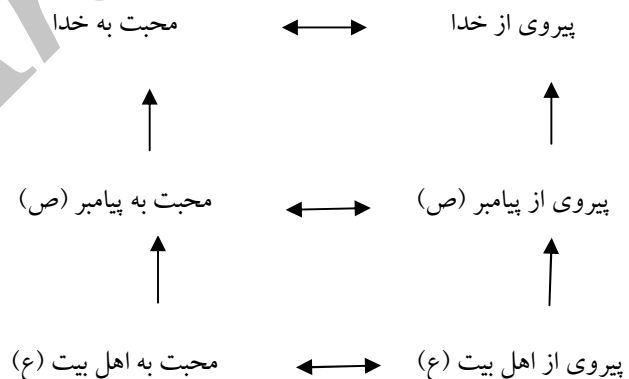 پیروی از خدا محبت به خدا
پیروی از پیامبر (ص) محبت به پیامبر (ص)
پیروی از اهل بیت (ع) محبت به اهل بیت (ع)